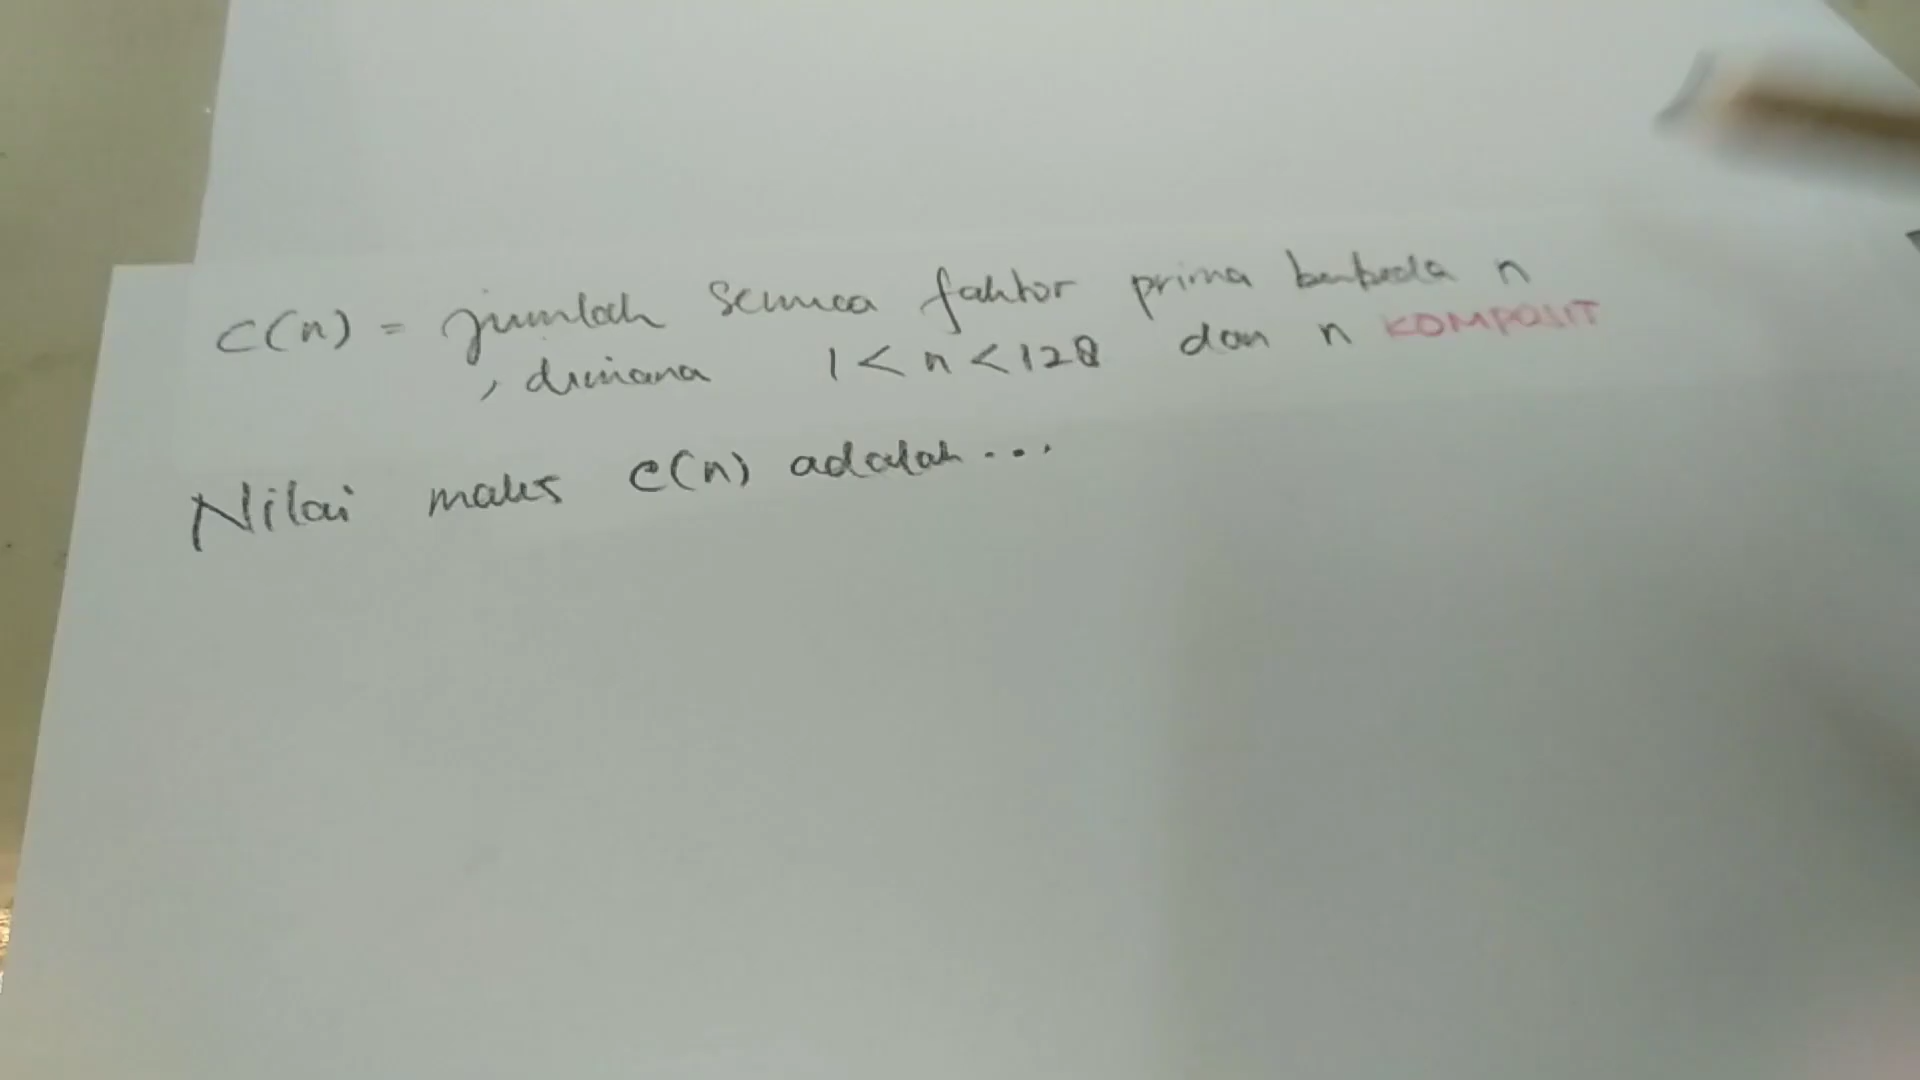 C(n) = jumlah semua faktor prima berbeda n
, dimana 1 < n < 128 dan n KOMPOSIT
Nilai maks C(n) adalah...